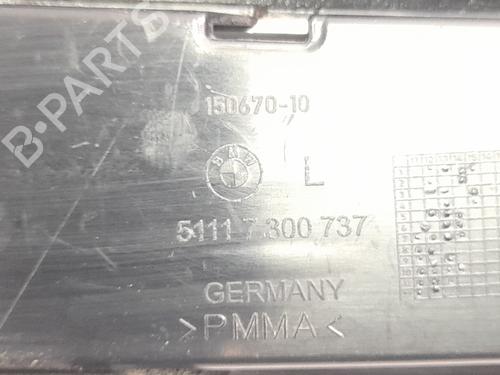 B-PARTS
150670-10
BMW
L
5111 7 300 737
GERMANY
>PMMA<